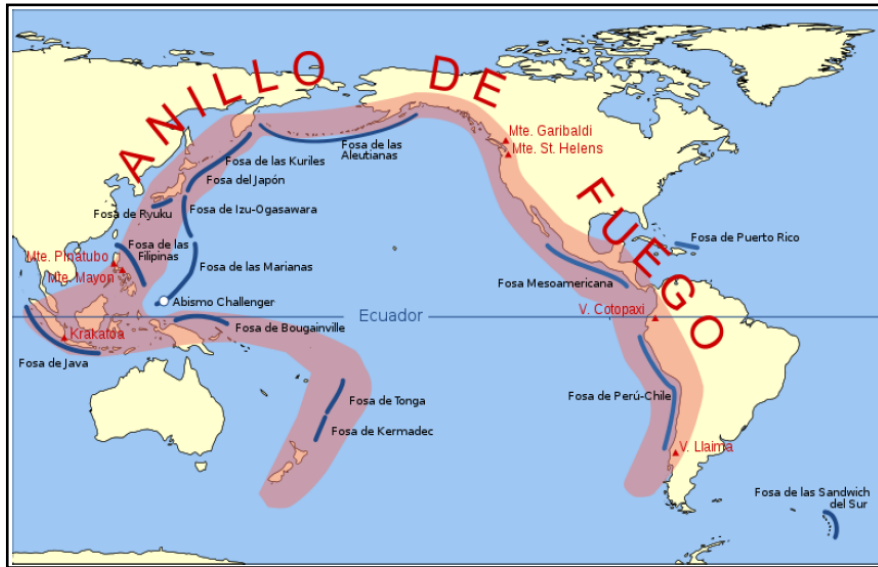 ANILLO DE FUEGO
Mte. Garibaldi
Mte. St. Helens
Fosa de las
Aleutianas
Fosa de las Kuriles
Fosa del Japón
Fosa de Ryuku
Fosa de Izu-Ogasawara
Fosa de Puerto Rico
Fosa de las
Filipinas
Mte. Pinatubo
Mte. Mayon
Fosa de las Marianas
Fosa Mesoamericana
Abismo Challenger
V. Cotopaxi
Ecuador
Fosa de Bougainville
Krakatoa
Fosa de Java
Fosa de Tonga
Fosa de Perú-Chile
Fosa de Kermadec
V. Llaima
Fosa de las Sandwich
del Sur